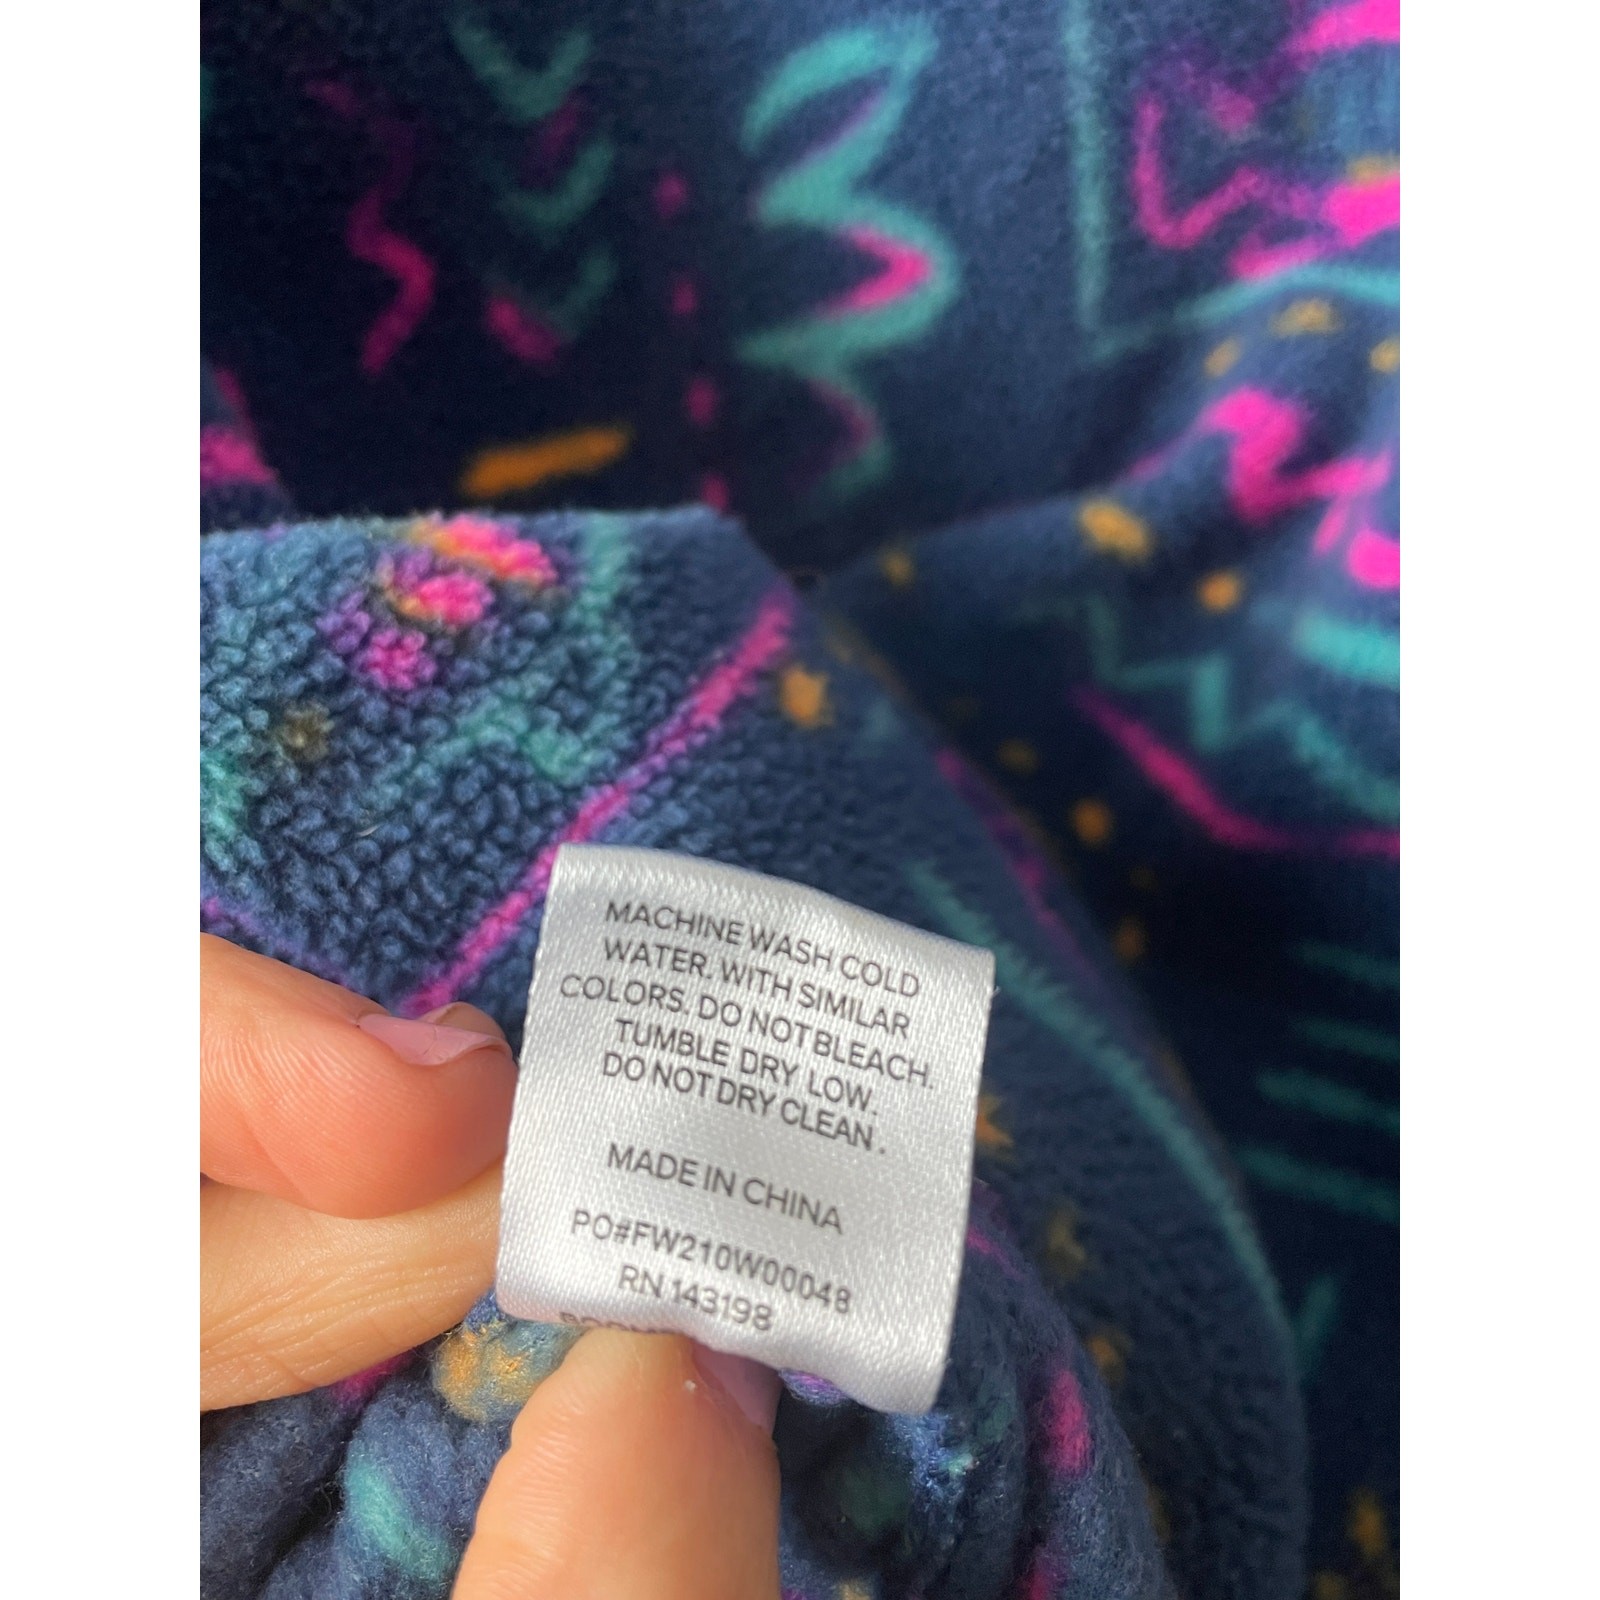 MACHINE WASH COLD
WATER. WITH SIMILAR
COLORS. DO NOT BLEACH.
TUMBLE DRY LOW.
DO NOT DRY CLEAN.
MADE IN CHINA
PO#FW210W00048
RN 143198